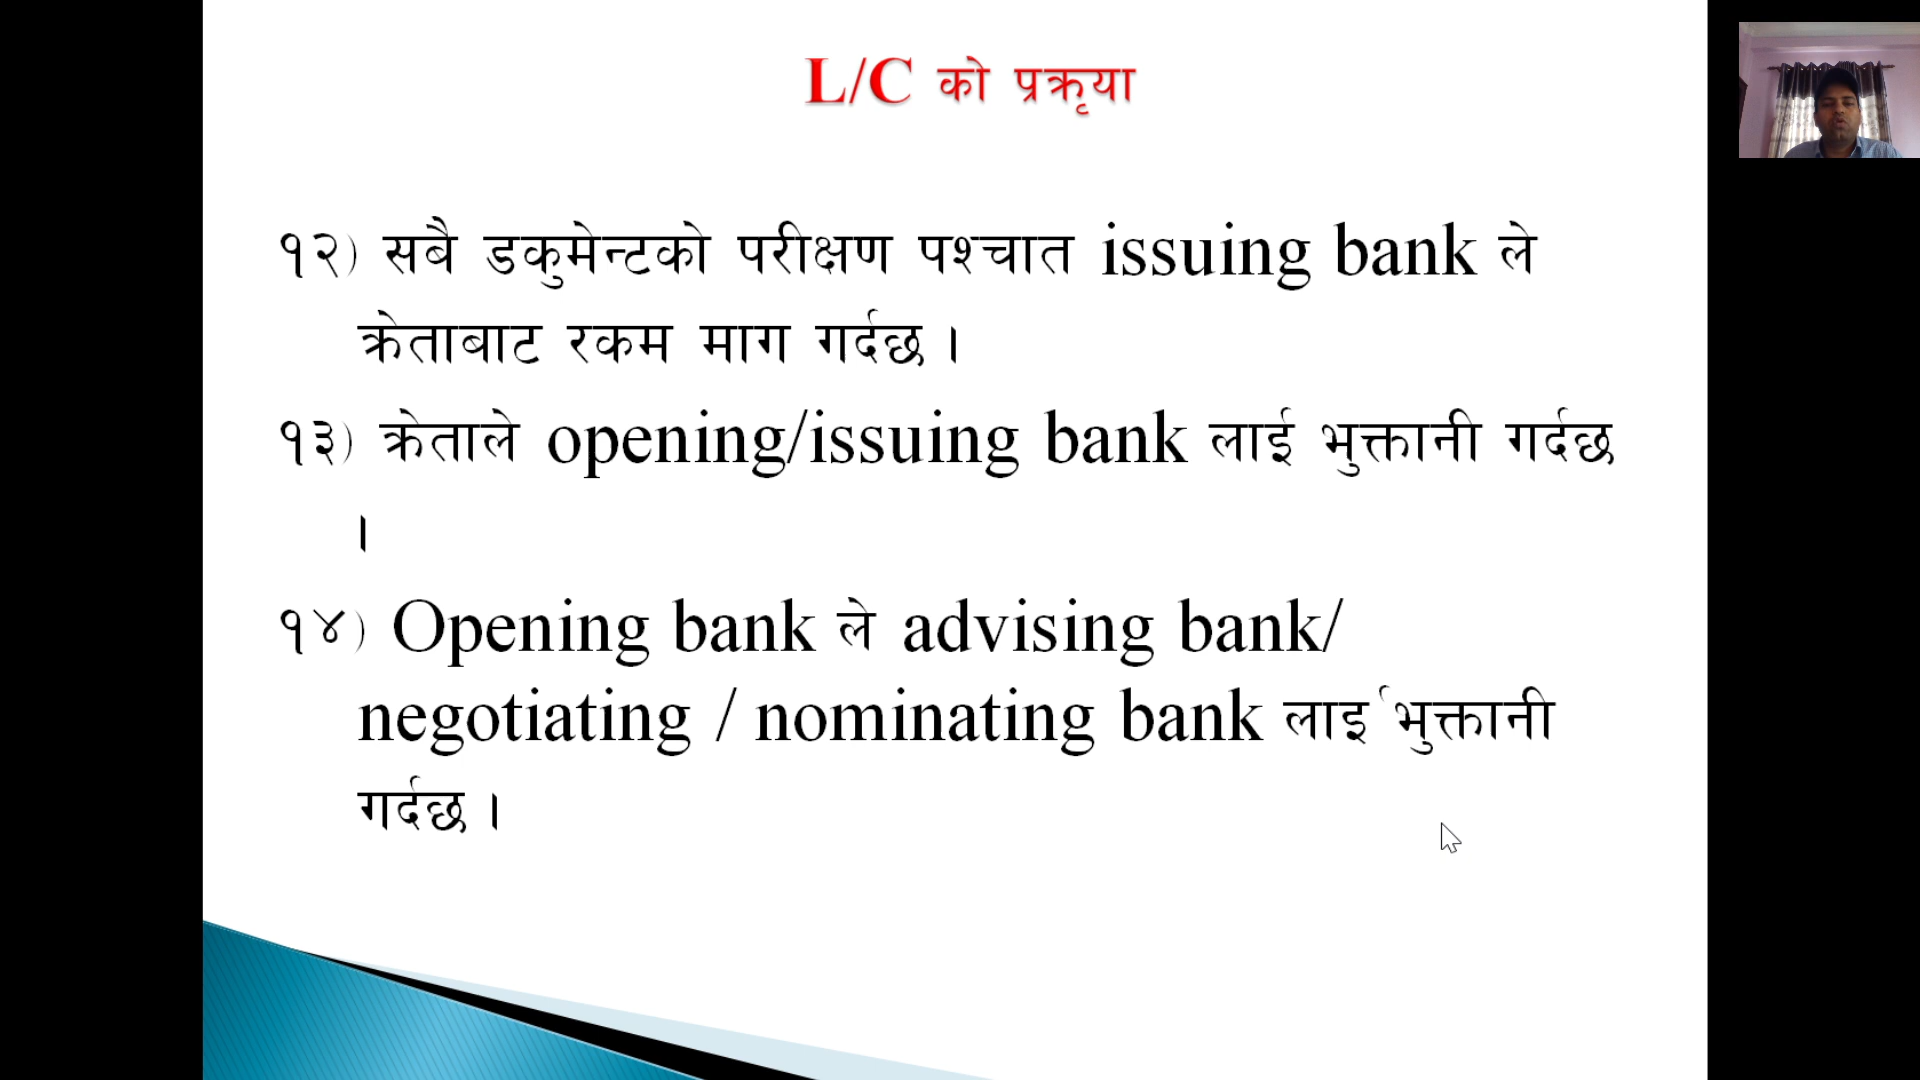 L/C को प्रकृया
१२) सबै डकुमेन्टको परीक्षण पश्चात issuing bank ले
क्रेताबाट रकम माग गर्दछ ।
१३) क्रेताले opening/issuing bank लाई भुक्तानी गर्दछ
।
१४) Opening bank ले advising bank/
negotiating / nominating bank लाइ र्भुक्तानी
गर्दछ ।